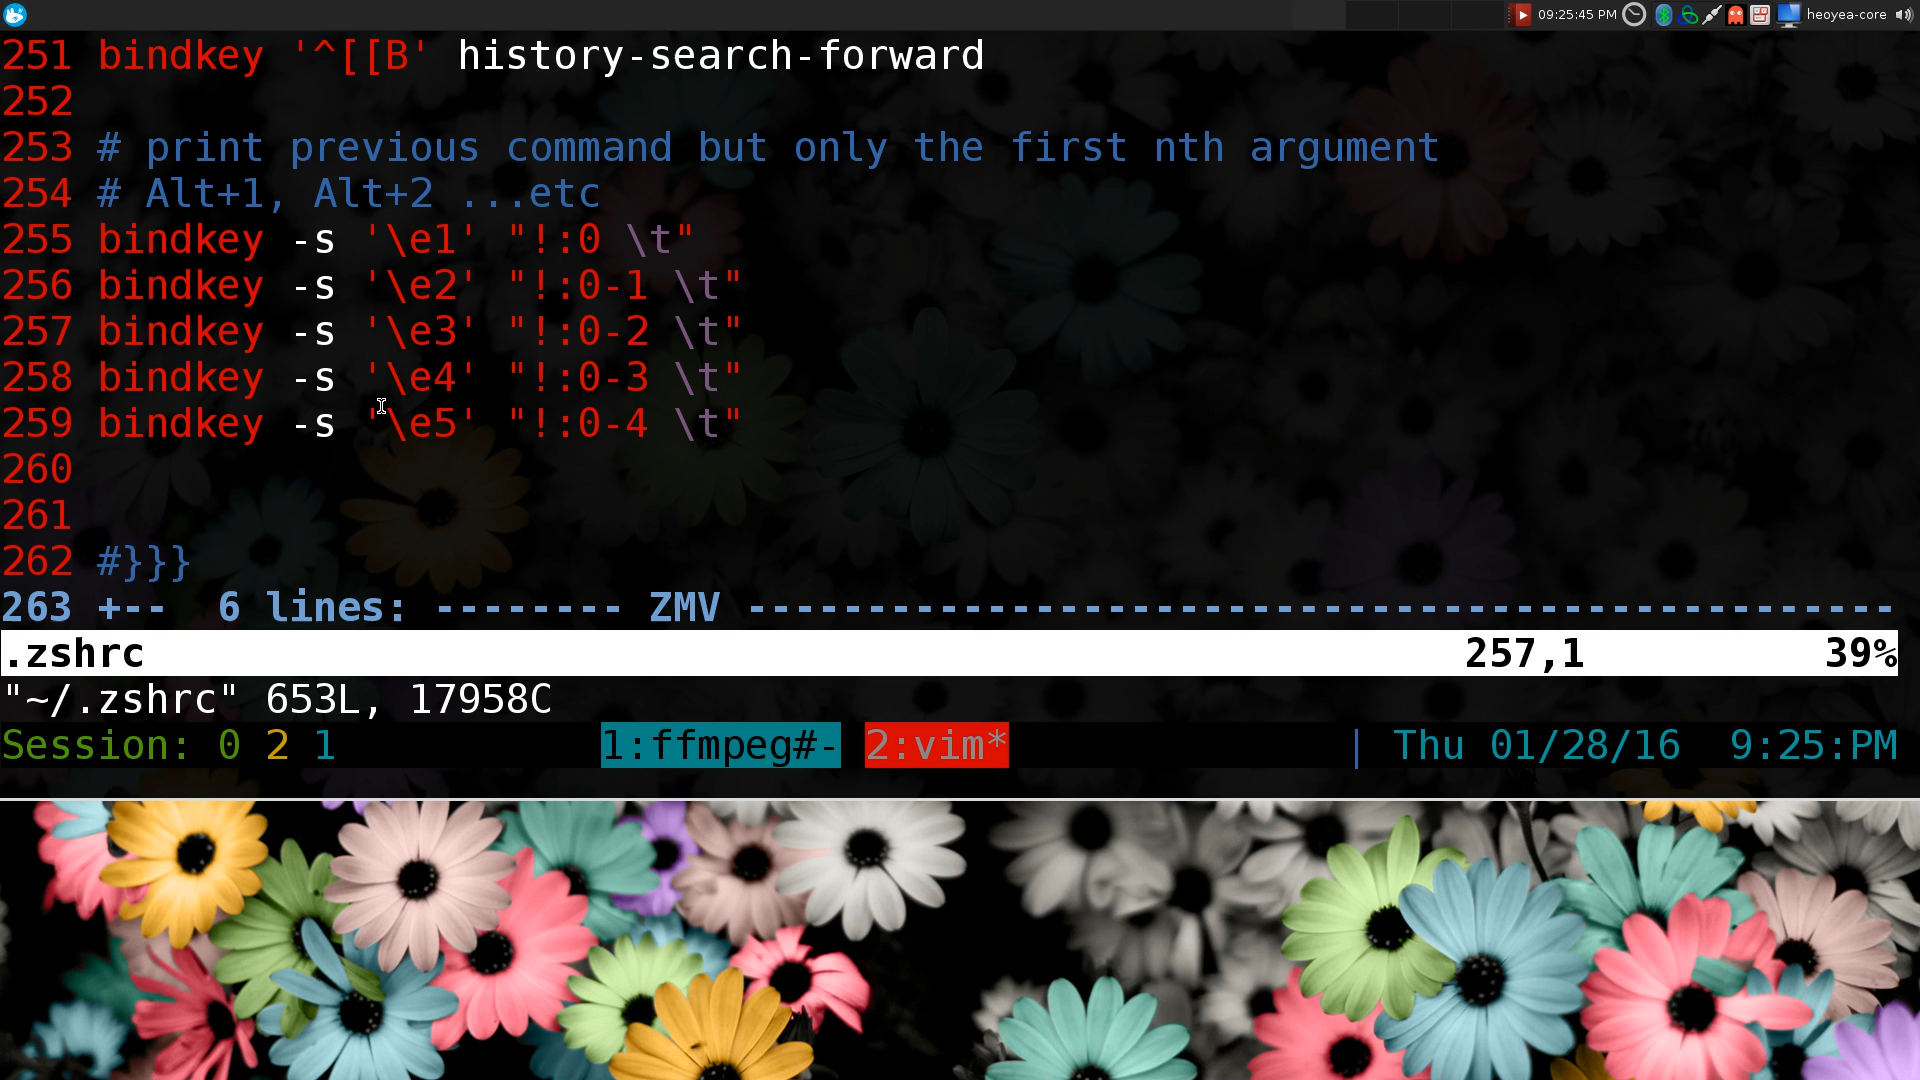 09:25:45 PM heoyea-core
251 bindkey '^[[B' history-search-forward
252
253 # print previous command but only the first nth argument
254 # Alt+1, Alt+2 ...etc
255 bindkey -s '\e1' "!:0 \t"
256 bindkey -s '\e2' "!:0-1 \t"
257 bindkey -s '\e3' "!:0-2 \t"
258 bindkey -s '\e4' "!:0-3 \t"
259 bindkey -s '\e5' "!:0-4 \t"
260
261
262 #}}}
263 +--  6 lines: -------- ZMV ------------------------------------------------
.zshrc 257,1 39%
"~/.zshrc" 653L, 17958C
Session: 0 2 1 1:ffmpeg#- 2:vim* | Thu 01/28/16  9:25:PM